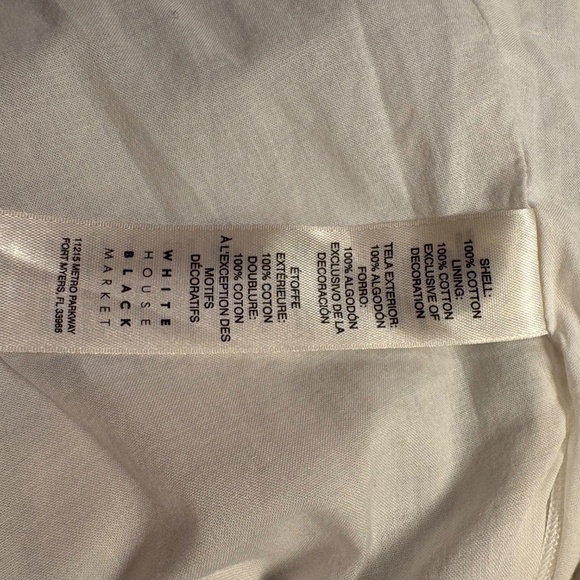 SHELL:
100% COTTON
LINING:
100% COTTON
EXCLUSIVE OF
DECORATION
TELA EXTERIOR:
100% ALGODÓN
FORRO:
100% ALGODÓN
EXCLUSIVO DE LA
DECORACIÓN
ÉTOFFE
EXTÉRIEURE:
100% COTON
DOUBLURE:
100% COTON
À L'EXCEPTION DES
MOTIFS
DÉCORATIFS
WHITE
HOUSE
BLACK
MARKET
11215 METRO PARKWAY
FORT MYERS, FL 33966